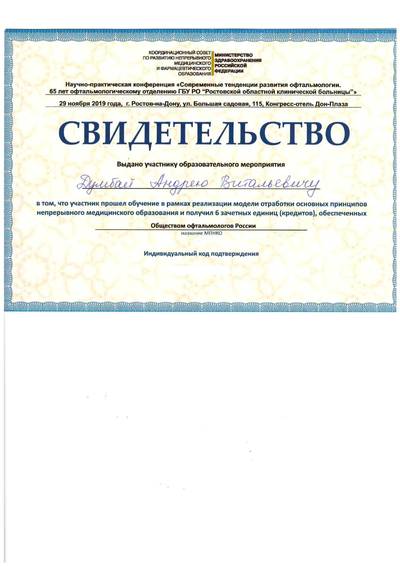 КООРДИНАЦИОННЫЙ СОВЕТ
ПО РАЗВИТИЮ НЕПРЕРЫВНОГО
МЕДИЦИНСКОГО
И ФАРМАЦЕВТИЧЕСКОГО
ОБРАЗОВАНИЯ
МИНИСТЕРСТВО
ЗДРАВООХРАНЕНИЯ
РОССИЙСКОЙ
ФЕДЕРАЦИИ
Научно-практическая конференция «Современные тенденции развития офтальмологии.
65 лет офтальмологическому отделению ГБУ РО "Ростовской областной клинической больницы"»
29 ноября 2019 года, г. Ростов-на-Дону, ул. Большая садовая, 115, Конгресс-отель Дон-Плаза
СВИДЕТЕЛЬСТВО
Выдано участнику образовательного мероприятия
Думбай Андрею Витальевичу
в том, что участник прошел обучение в рамках реализации модели отработки основных принципов
непрерывного медицинского образования и получил 6 зачетных единиц (кредитов), обеспеченных
Обществом офтальмологов России
название МПНКО
Индивидуальный код подтверждения